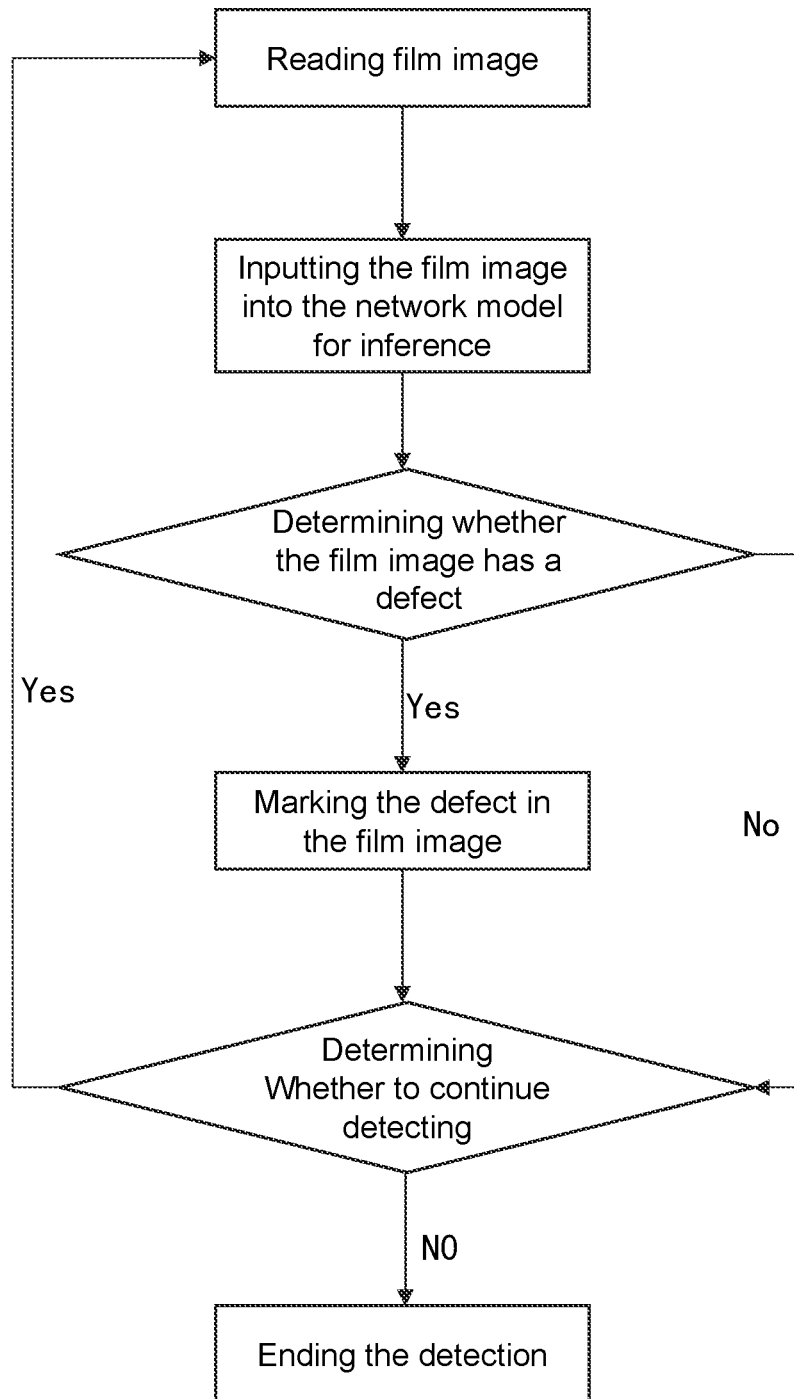 Reading film image
Inputting the film image
into the network model
for inference
Determining whether
the film image has a
defect
Yes
Yes
Marking the defect in
the film image
No
Determining
Whether to continue
detecting
NO
Ending the detection